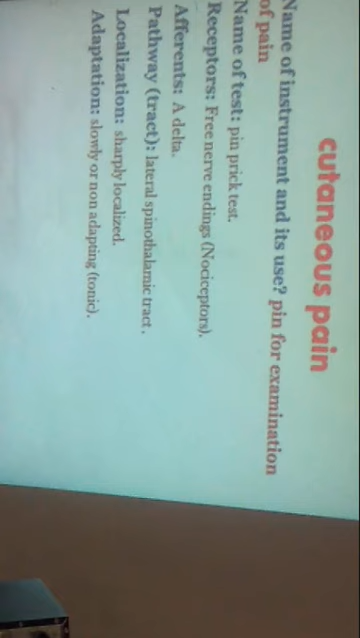 cutaneous pain
Name of instrument and its use? pin for examination
of pain
Name of test: pin prick test.
Receptors: Free nerve endings (Nociceptors).
Afferents: A delta.
Pathway (tract): lateral spinothalamic tract.
Localization: sharply localized.
Adaptation: slowly or non adapting (tonic).